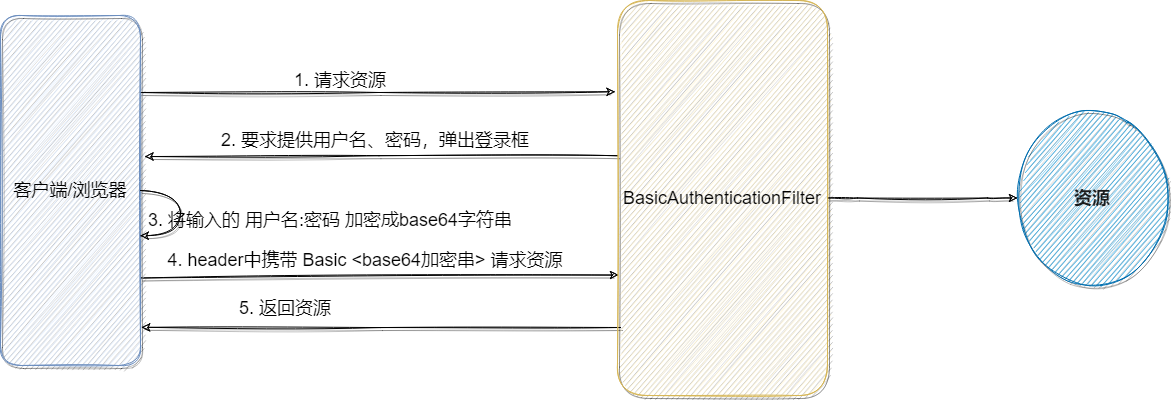 1. 请求资源
2. 要求提供用户名、密码，弹出登录框
客户端/浏览器
BasicAuthenticationFilter
资源
3. 将输入的 用户名:密码 加密成base64字符串
4. header中携带 Basic <base64加密串> 请求资源
5. 返回资源